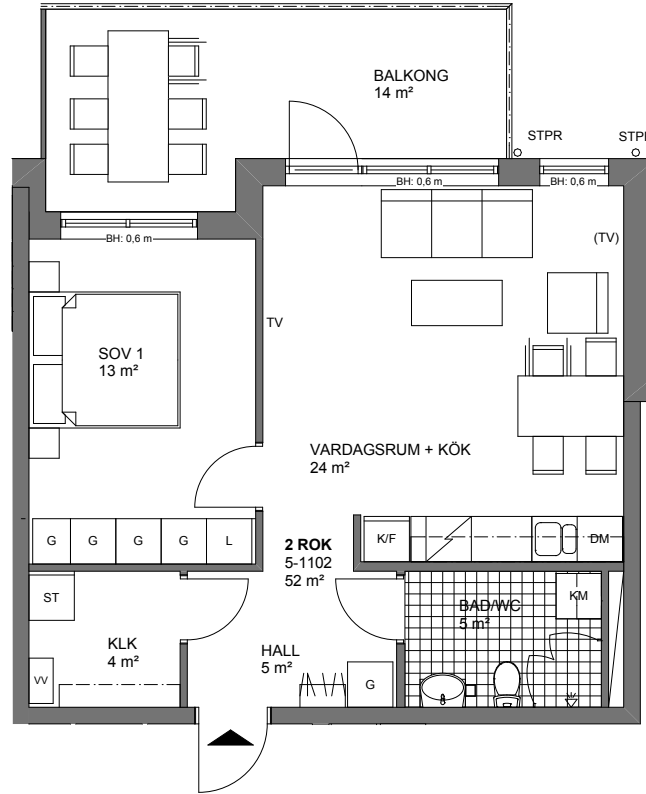 BALKONG
14 m²
STPR
STPR
BH: 0,6 m
BH: 0,6 m
BH: 0,6 m
(TV)
TV
SOV 1
13 m²
VARDAGSRUM + KÖK
24 m²
G
G
G
G
L
2 ROK
5-1102
52 m²
K/F
DM
ST
KLK
4 m²
VV
HALL
5 m²
G
BAD/WC
5 m²
KM